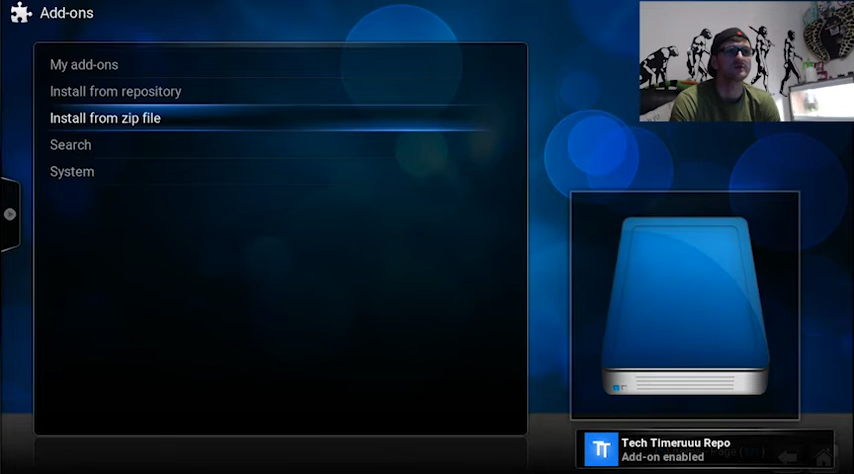 Add-ons
My add-ons
Install from repository
Install from zip file
Search
System
TT
Tech Timeruuu Repo
Add-on enabled